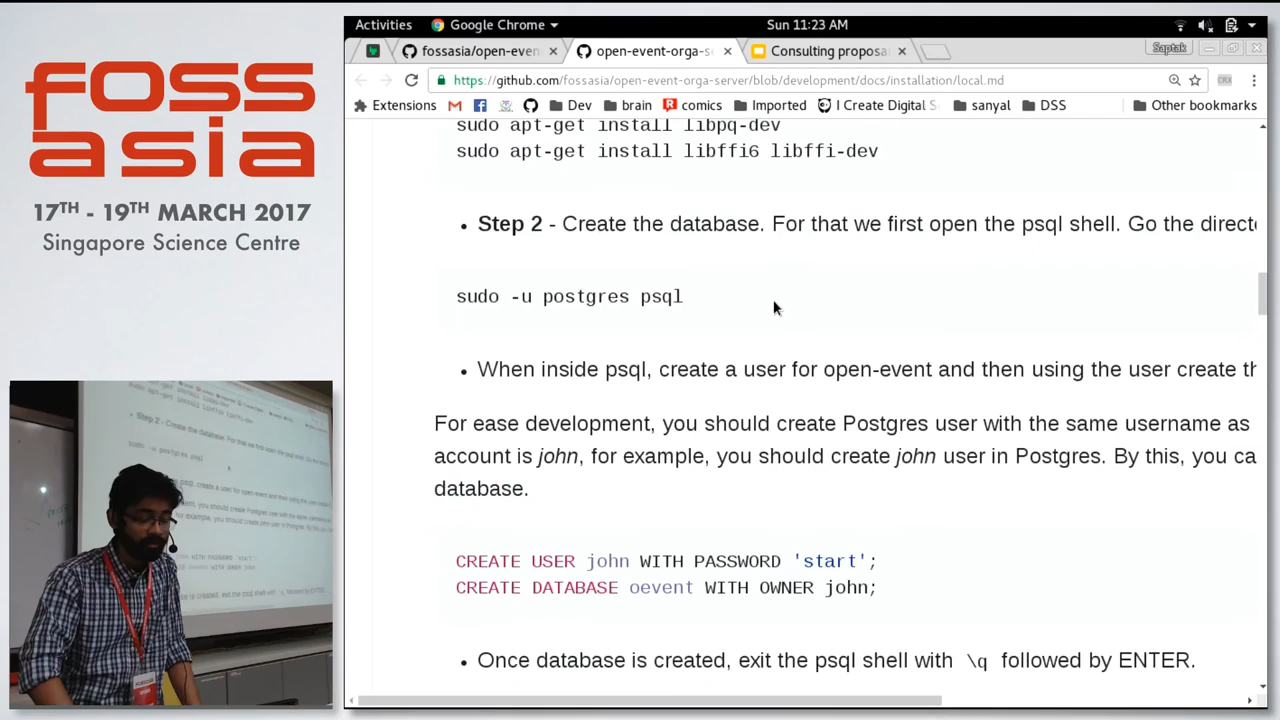 foss
asia
17TH - 19TH MARCH 2017
Singapore Science Centre
Activities
Google Chrome
Sun 11:23 AM
fossasia/open-even
open-event-orga-s
Consulting proposa
Saptak
https://github.com/fossasia/open-event-orga-server/blob/development/docs/installation/local.md
CRX
Extensions
Dev
brain
comics
Imported
I Create Digital S
sanyal
DSS
Other bookmarks
sudo apt-get install libpq-dev
sudo apt-get install libffi6 libffi-dev
• Step 2 - Create the database. For that we first open the psql shell. Go the directo
sudo -u postgres psql
• When inside psql, create a user for open-event and then using the user create th
For ease development, you should create Postgres user with the same username as
account is john, for example, you should create john user in Postgres. By this, you ca
database.
CREATE USER john WITH PASSWORD 'start';
CREATE DATABASE oevent WITH OWNER john;
• Once database is created, exit the psql shell with \q followed by ENTER.